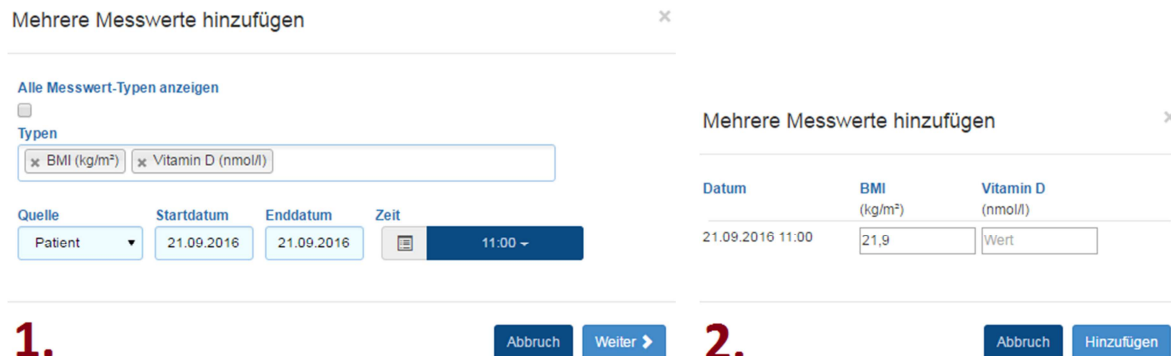 Mehrere Messwerte hinzufügen
×
Alle Messwert-Typen anzeigen
Typen
× BMI (kg/m²) × Vitamin D (nmol/l)
Quelle Startdatum Enddatum Zeit
Patient 21.09.2016 21.09.2016 11:00
1.
Abbruch Weiter
Mehrere Messwerte hinzufügen
×
Datum BMI Vitamin D
(kg/m²) (nmol/l)
21.09.2016 11:00 21,9 Wert
2.
Abbruch Hinzufügen